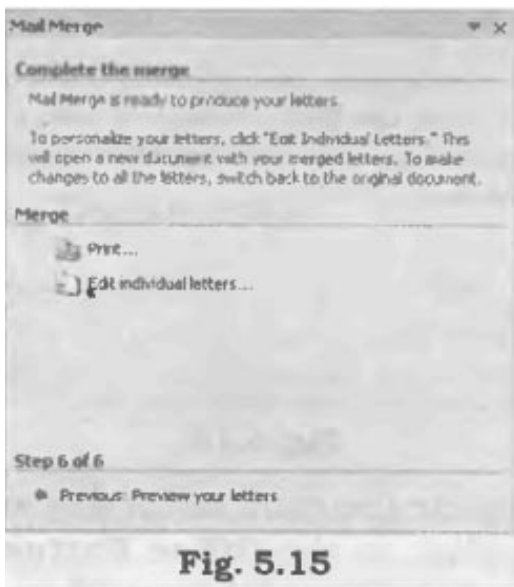 Mail Merge
Complete the merge
Mail Merge is ready to produce your letters.
To personalize your letters, click "Edit Individual Letters." This
will open a new document with your merged letters. To make
changes to all the letters, switch back to the original document.
Merge
Print...
Edit individual letters...
Step 6 of 6
Previous: Preview your letters
Fig. 5.15